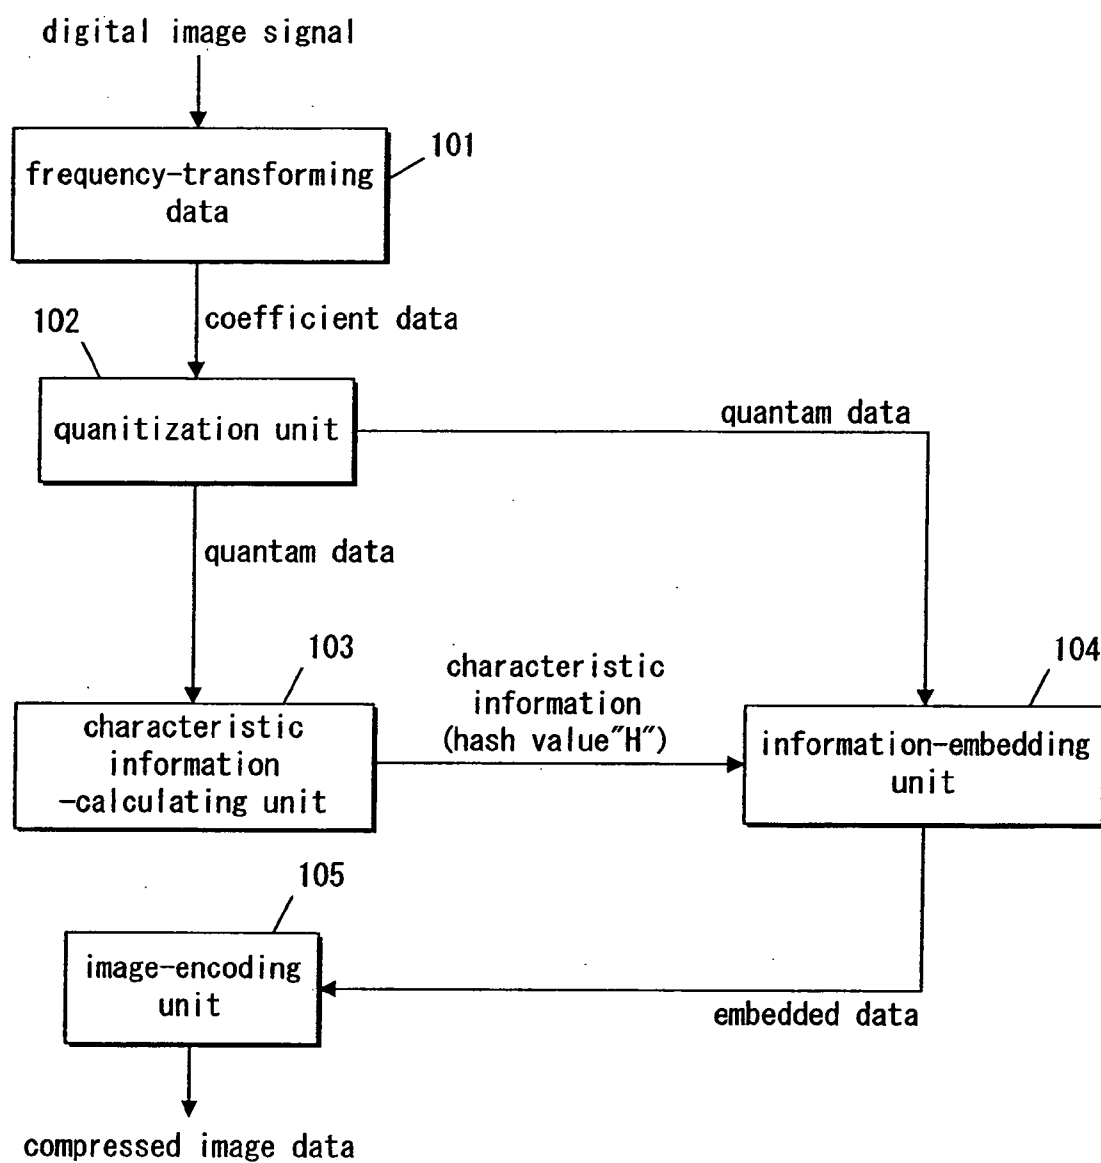 digital image signal
101
frequency-transforming
data
102
coefficient data
quanitization unit
quantam data
quantam data
103
characteristic
information
(hash value"H")
104
characteristic
information
-calculating unit
information-embedding
unit
105
image-encoding
unit
embedded data
compressed image data